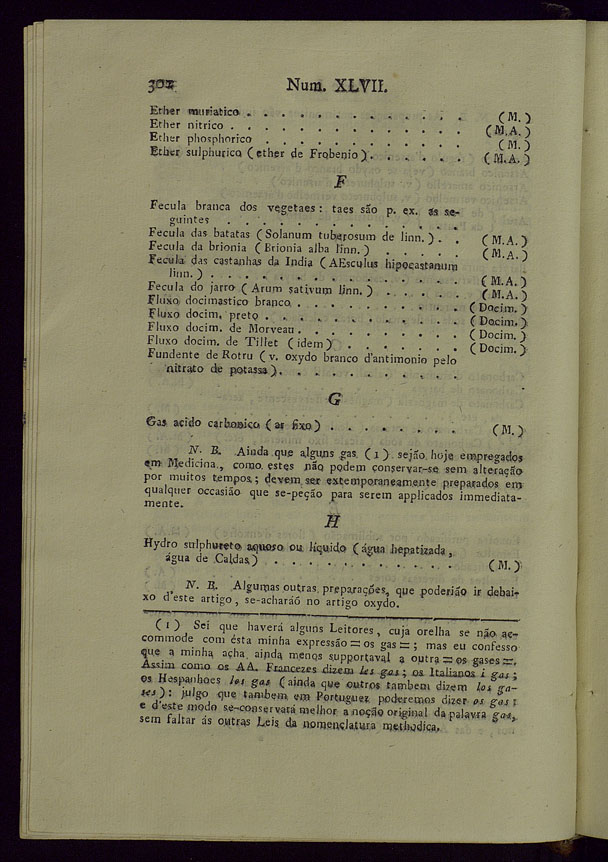 302 Num. XLVII.
Ether muriatico . . . . . . . . . . . . . (M.)
Ether nitrico . . . . . . . . . . . . . . (M.A.)
Ether phosphorico . . . . . . . . . . . . (M.)
Ether sulphurico (ether de Frobenio) . . . . . . (M.A.)
F
Fecula branca dos vegetaes: taes são p. ex. as se-
guintes . . . . . . . . . . . . .
Fecula das batatas (Solanum tuberosum de linn.) . . (M.A.)
Fecula da brionia (Brionia alba linn.) . . . . . (M.A.)
Fecula das castanhas da India (AEsculus hipocastanum
linn.) . . . . . . . . . . . . . (M.A.)
Fecula do jarro (Arum sativum linn.) . . . . . (M.A.)
Fluxo docimastico branco . . . . . . . . . . (Docim.)
Fluxo docim. preto . . . . . . . . . . . . (Docim.)
Fluxo docim. de Morveau . . . . . . . . . . (Docim.)
Fluxo docim. de Tillet (idem) . . . . . . . . (Docim.)
Fundente de Rotru (v. oxydo branco d'antimonio pelo
nitrato de potassa) . . . . . . . . . .
G
Gas acido carbonico (ar fixo) . . . . . . . . (M.)
N. B. Ainda que alguns gas (1) sejão hoje empregados
em Medicina, como estes não podem conservar-se sem alteração
por muitos tempos; devem ser extemporaneamente preparados em
qualquer occasião que se-peção para serem applicados immediata-
mente.
H
Hydro sulphureto aquoso ou líquido (água hepatizada,
água de Caldas) . . . . . . . . . . . (M.)
N. B. Algumas outras preparações, que poderião ir debai-
xo d'este artigo, se-acharáõ no artigo oxydo.
(1) Sei que haverá alguns Leitores, cuja orelha se não ac-
commode com ésta minha expressão = os gas =; mas eu confesso
que a minha acha ainda menos supportaval a outra = os gases =.
Assim como os AA. Francezes dizem les gas; os Italianos i gas;
os Hespanhoes los gas (ainda que outros tambem dizem los ga-
ses): julgo que tambem em Portuguez poderemos dizer os gas;
e d'este modo se-conservará melhor a noção original da palavra gas,
sem faltar ás outras Leis da nomenclatura methodica.